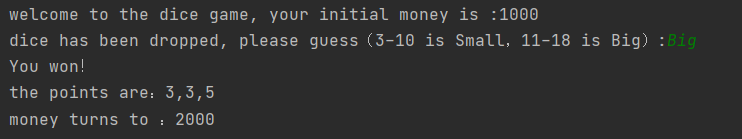 welcome to the dice game, your initial money is :1000
dice has been dropped, please guess（3-10 is Small，11-18 is Big）:Big
You won！
the points are：3,3,5
money turns to ：2000